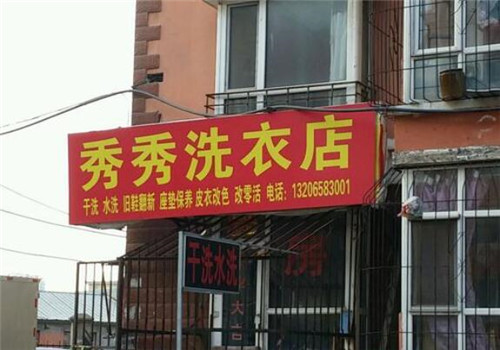 秀秀洗衣店
干洗 水洗 旧鞋翻新 座垫保养 皮衣改色 改零活 电话：13206583001
干洗水洗